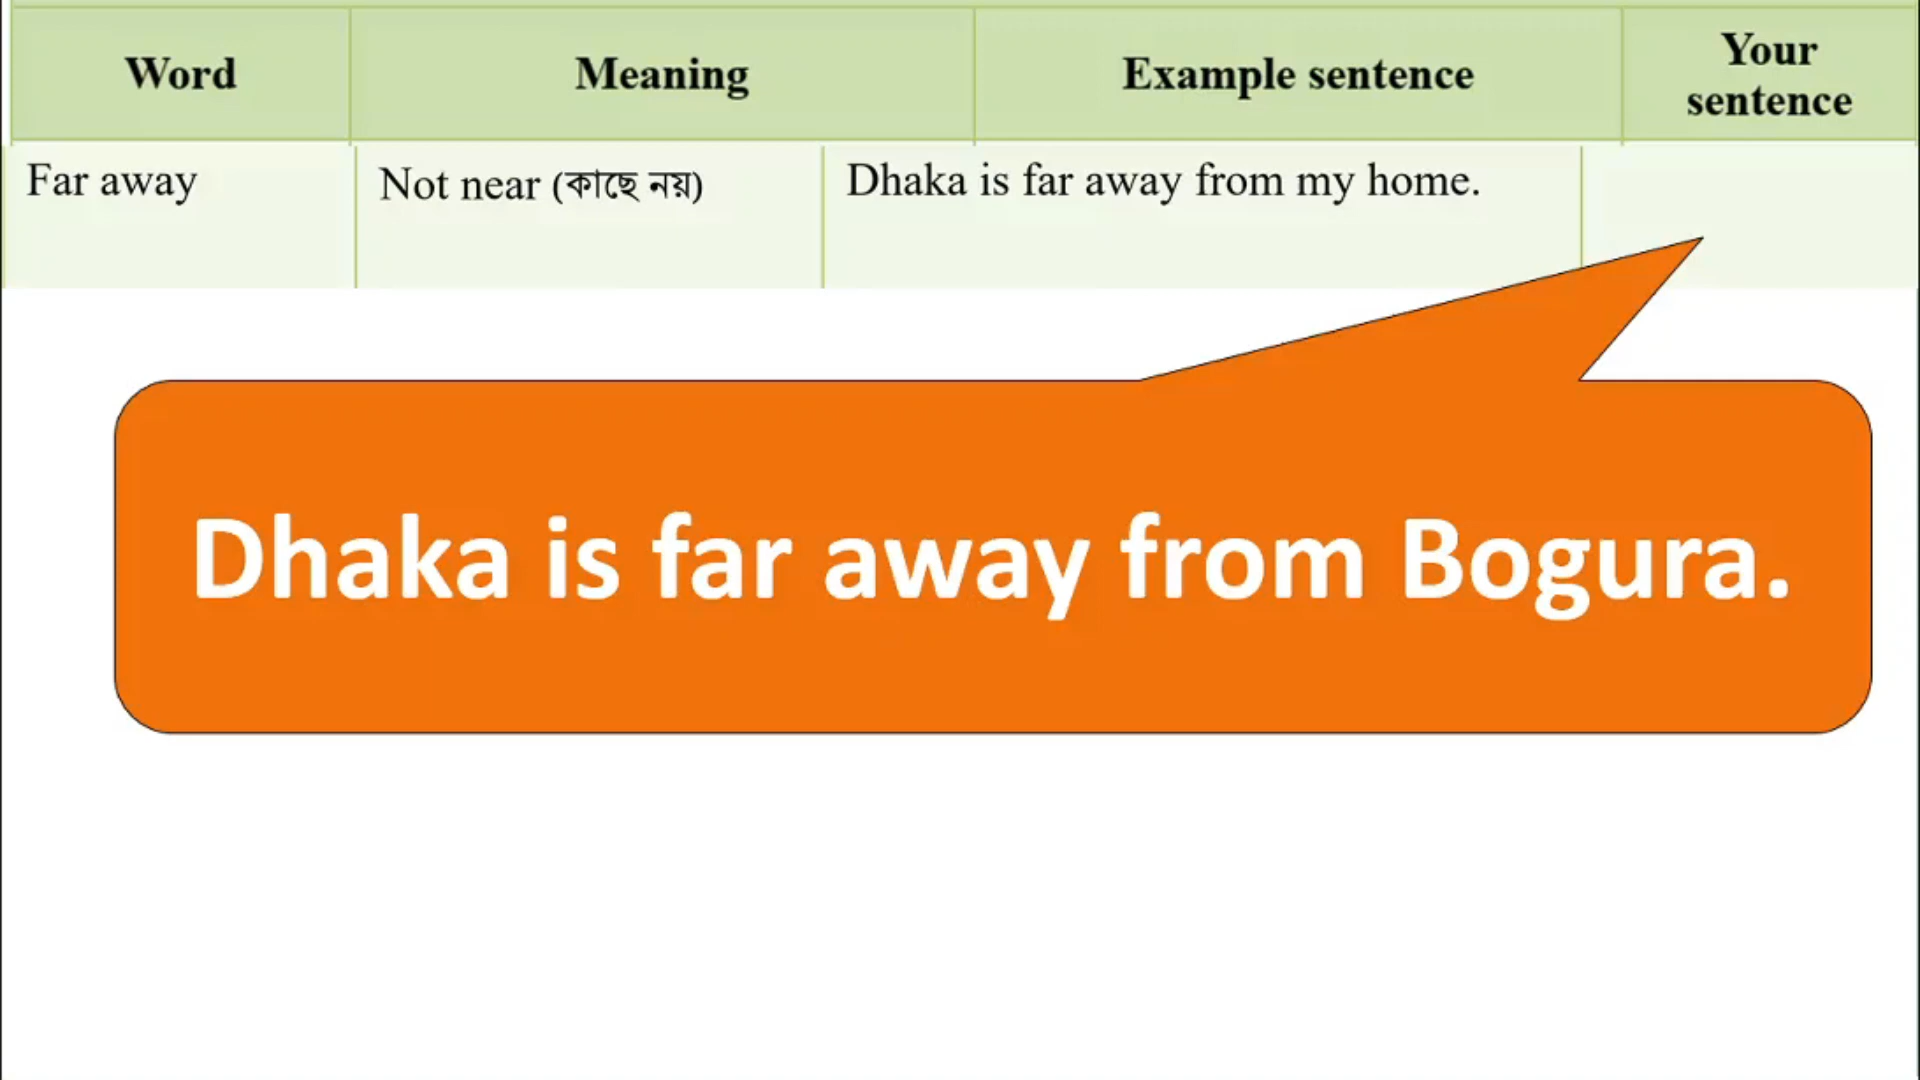 Word
Meaning
Example sentence
Your
sentence
Far away
Not near (কাছে নয়)
Dhaka is far away from my home.
Dhaka is far away from Bogura.